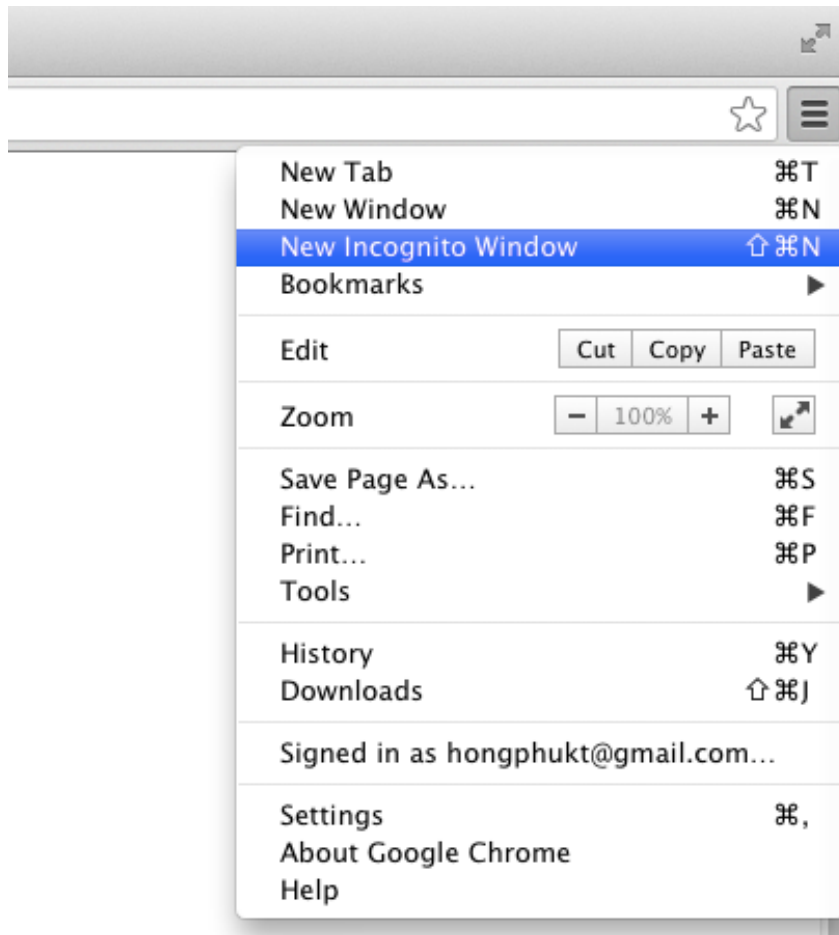 New Tab ⌘T
New Window ⌘N
New Incognito Window ⇧⌘N
Bookmarks ▶
Edit Cut Copy Paste
Zoom − 100% +
Save Page As... ⌘S
Find... ⌘F
Print... ⌘P
Tools ▶
History ⌘Y
Downloads ⇧⌘J
Signed in as hongphukt@gmail.com...
Settings ⌘,
About Google Chrome
Help